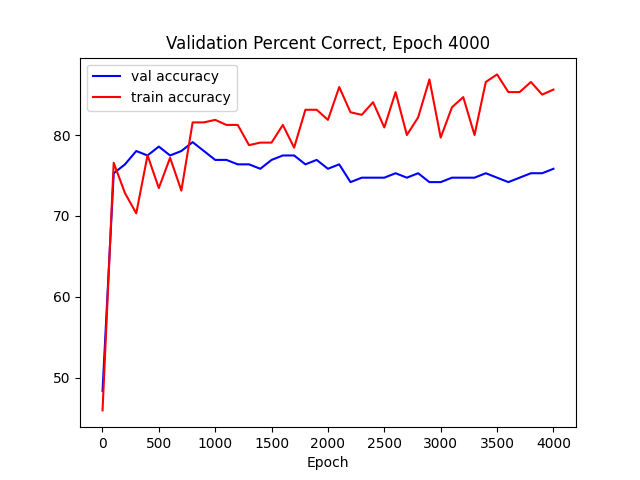 Validation Percent Correct, Epoch 4000
val accuracy
train accuracy
80
70
60
50
0 500 1000 1500 2000 2500 3000 3500 4000
Epoch